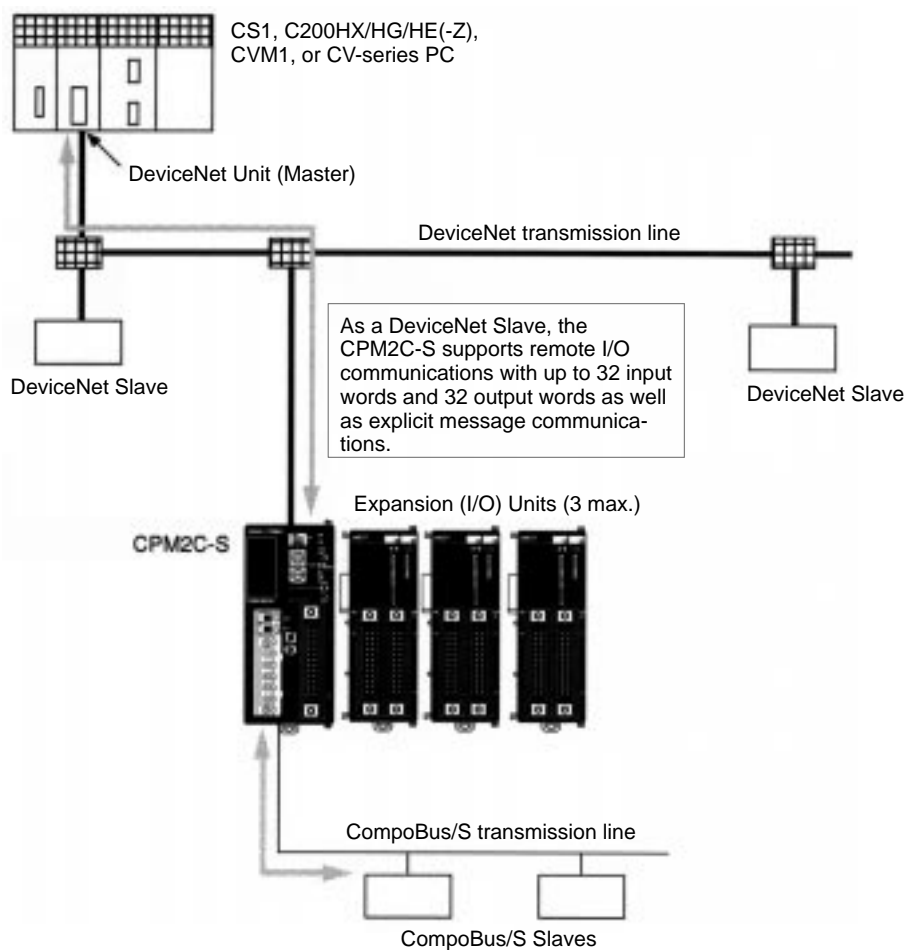 CS1, C200HX/HG/HE(-Z),
CVM1, or CV-series PC
DeviceNet Unit (Master)
DeviceNet transmission line
As a DeviceNet Slave, the
CPM2C-S supports remote I/O
communications with up to 32 input
words and 32 output words as well
as explicit message communica-
tions.
DeviceNet Slave
DeviceNet Slave
Expansion (I/O) Units (3 max.)
CPM2C-S
CompoBus/S transmission line
CompoBus/S Slaves